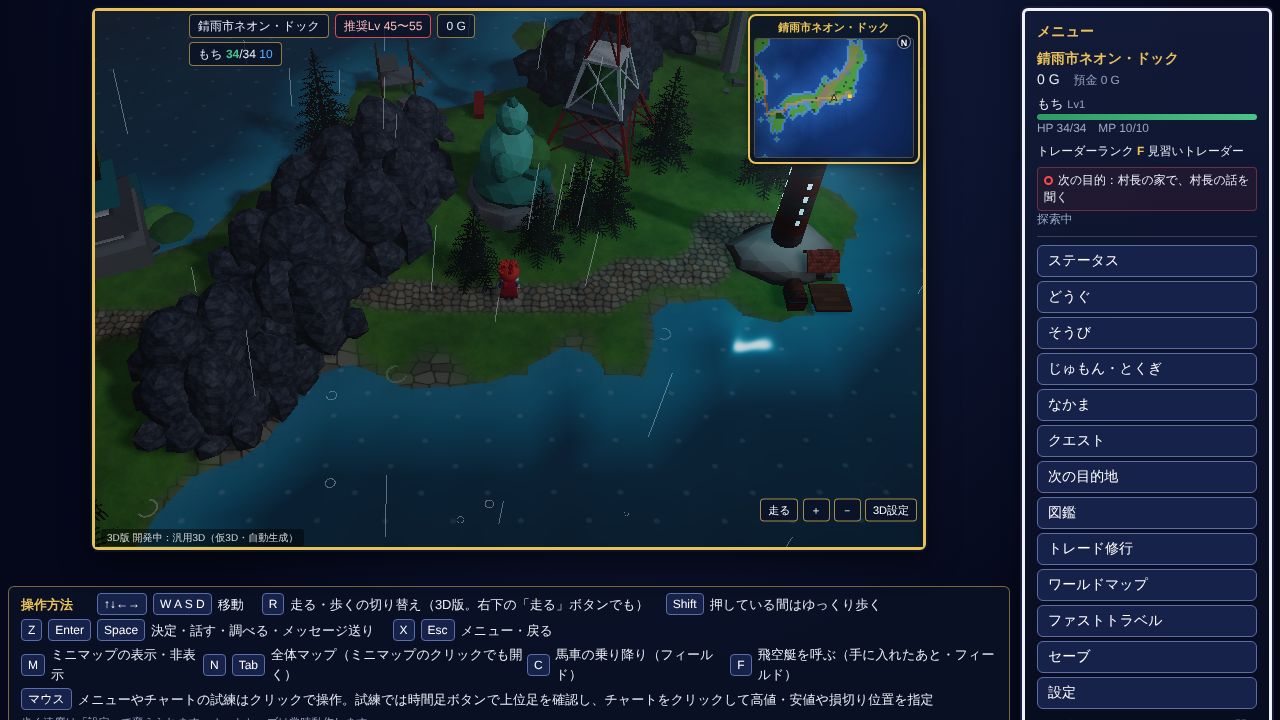 錆雨市ネオン・ドック
推奨Lv 45〜55
0 G
もち 34/34 10
錆雨市ネオン・ドック
N
走る
+
-
3D設定
3D版 開発中：汎用3D（仮3D・自動生成）
メニュー
錆雨市ネオン・ドック
0 G 預金 0 G
もち Lv1
HP 34/34 MP 10/10
トレーダーランク F 見習いトレーダー
次の目的：村長の家で、村長の話を
聞く
探索中
ステータス
どうぐ
そうび
じゅもん・とくぎ
なかま
クエスト
次の目的地
図鑑
トレード修行
ワールドマップ
ファストトラベル
セーブ
設定
操作方法 ↑↓←→ W A S D 移動 R 走る・歩くの切り替え（3D版。右下の「走る」ボタンでも） Shift 押している間はゆっくり歩く
Z Enter Space 決定・話す・調べる・メッセージ送り X Esc メニュー・戻る
M ミニマップの表示・非表示 N Tab 全体マップ（ミニマップのクリックでも開く） C 馬車の乗り降り（フィールド） F 飛空艇を呼ぶ（手に入れたあと・フィールド）
マウス メニューやチャートの試練はクリックで操作。試練では時間足ボタンで上位足を確認し、チャートをクリックして高値・安値や損切り位置を指定